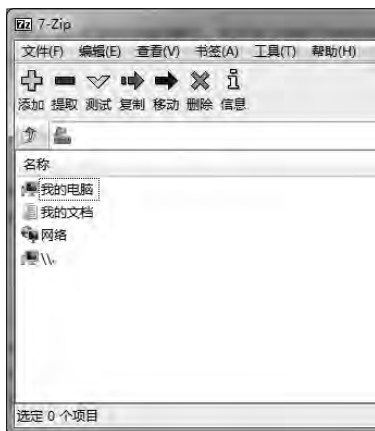 7-Zip
文件(F) 编辑(E) 查看(V) 书签(A) 工具(T) 帮助(H)
添加 提取 测试 复制 移动 删除 信息
名称
我的电脑
我的文档
网络
\\.
选定 0 个项目